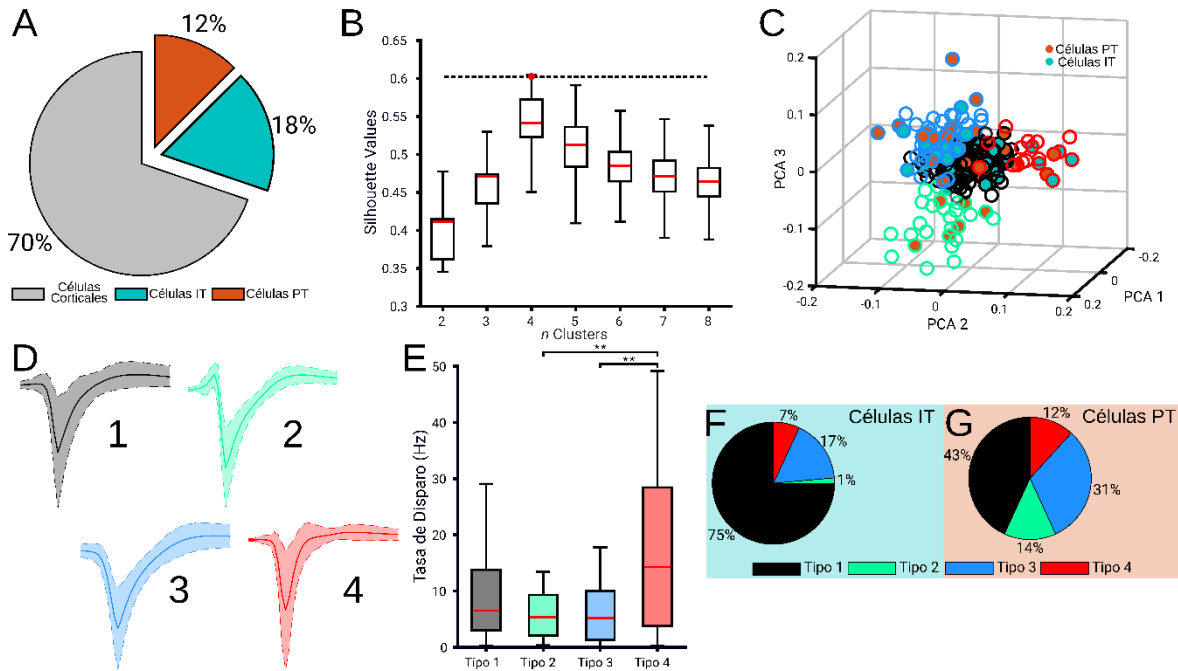 A
12%
18%
70%
Células Corticales
Células IT
Células PT
B
Silhouette Values
0.65
0.6
0.55
0.5
0.45
0.4
0.35
0.3
2 3 4 5 6 7 8
n Clusters
C
Células PT
Células IT
PCA 3
0.2
0.1
0
-0.1
-0.2
-0.2 -0.1 0 0.1 0.2
PCA 2
-0.2
0
0.2
PCA 1
D
1
2
3
4
E
** 
**
Tasa de Disparo (Hz)
50
40
30
20
10
0
Tipo 1 Tipo 2 Tipo 3 Tipo 4
F
Células IT
7%
17%
1%
75%
G
Células PT
12%
43%
31%
14%
Tipo 1 Tipo 2 Tipo 3 Tipo 4